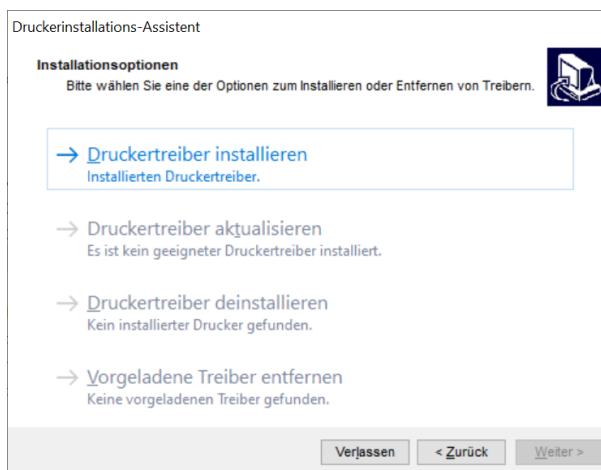 Druckerinstallations-Assistent
Installationsoptionen
Bitte wählen Sie eine der Optionen zum Installieren oder Entfernen von Treibern.
Druckertreiber installieren
Installierten Druckertreiber.
Druckertreiber aktualisieren
Es ist kein geeigneter Druckertreiber installiert.
Druckertreiber deinstallieren
Kein installierter Drucker gefunden.
Vorgeladene Treiber entfernen
Keine vorgeladenen Treiber gefunden.
Verlassen < Zurück Weiter >